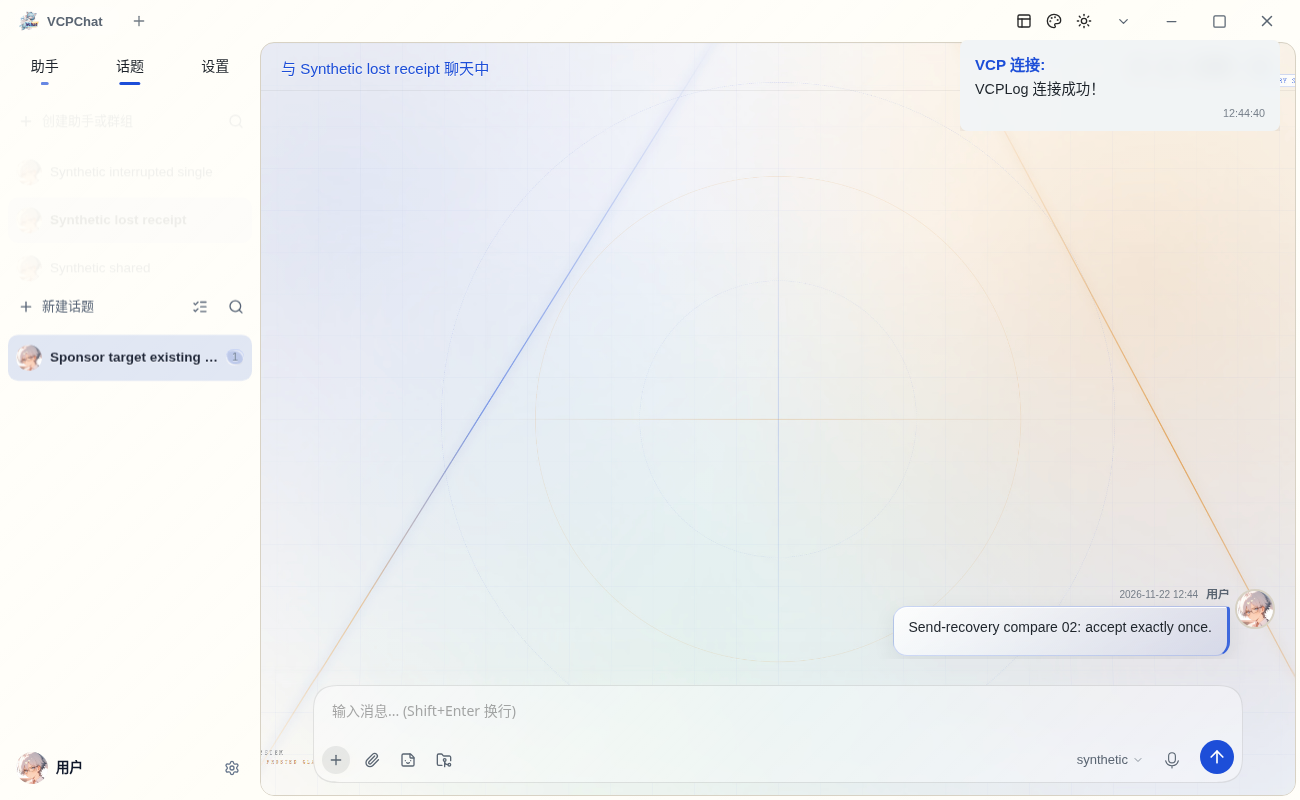 VCPChat
助手
话题
设置
创建助手或群组
Synthetic interrupted single
Synthetic lost receipt
Synthetic shared
新建话题
Sponsor target existing ...
1
用户
与 Synthetic lost receipt 聊天中
VCP 连接:
VCPLog 连接成功!
12:44:40
2026-11-22 12:44 用户
Send-recovery compare 02: accept exactly once.
输入消息... (Shift+Enter 换行)
synthetic